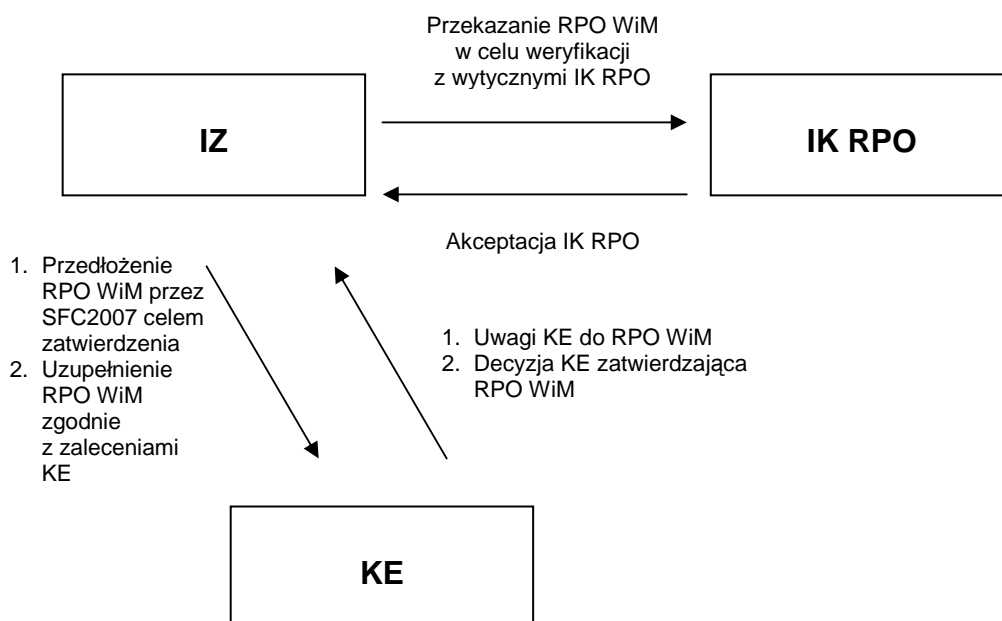 Przekazanie RPO WiM
w celu weryfikacji
z wytycznymi IK RPO
IZ
IK RPO
Akceptacja IK RPO
1. Przedłożenie
RPO WiM przez
SFC2007 celem
zatwierdzenia
2. Uzupełnienie
RPO WiM
zgodnie
z zaleceniami
KE
1. Uwagi KE do RPO WiM
2. Decyzja KE zatwierdzająca
RPO WiM
KE